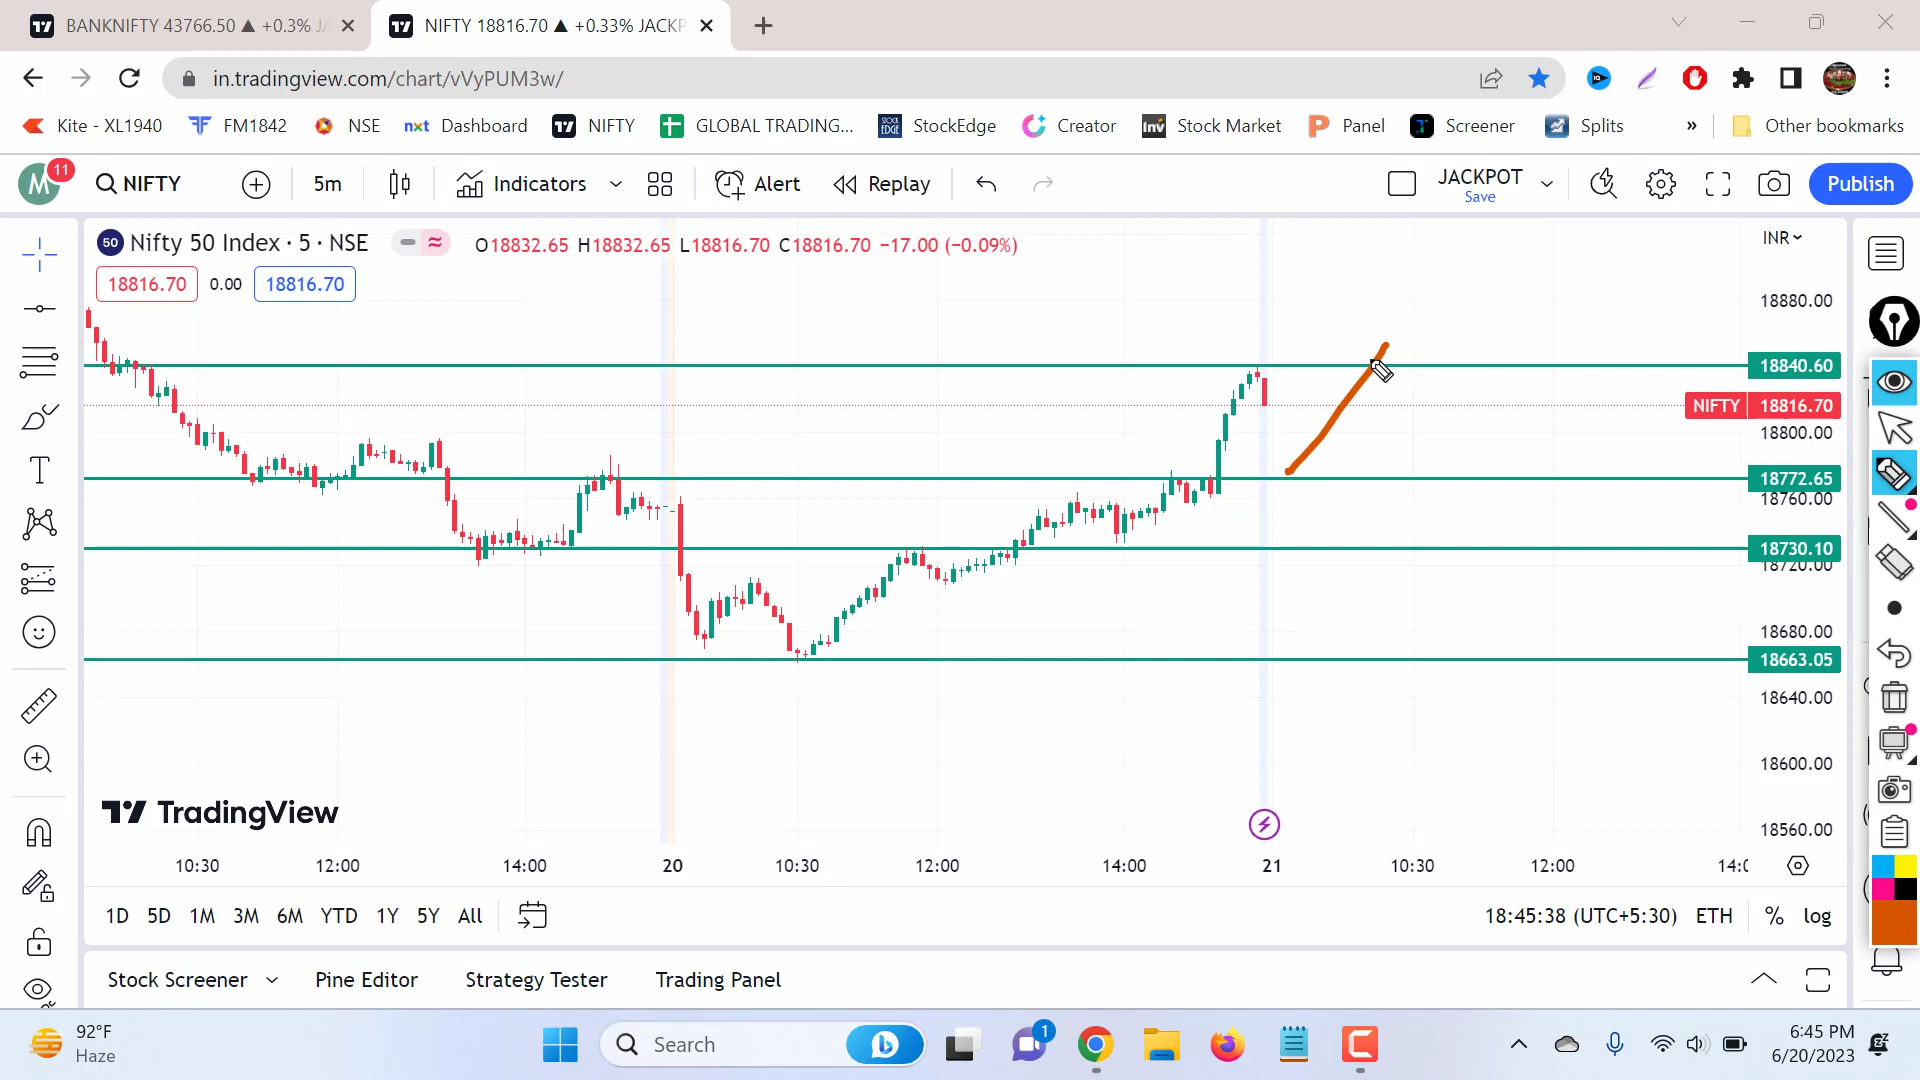 BANKNIFTY 43766.50 ▲ +0.3% JA
NIFTY 18816.70 ▲ +0.33% JACKP
in.tradingview.com/chart/vVyPUM3w/
Kite - XL1940
FM1842
NSE
nxt Dashboard
NIFTY
GLOBAL TRADING...
STOCK EDGE StockEdge
Creator
Inv Stock Market
Panel
Screener
Splits
»
Other bookmarks
M 11
NIFTY
5m
Indicators
Alert
Replay
JACKPOT
Save
Publish
50 Nifty 50 Index · 5 · NSE
O18832.65 H18832.65 L18816.70 C18816.70 −17.00 (−0.09%)
INR
18816.70 0.00 18816.70
18880.00
18840.60
NIFTY 18816.70
18800.00
18772.65
18760.00
18730.10
18720.00
18680.00
18663.05
18640.00
18600.00
18560.00
TradingView
10:30 12:00 14:00 20 10:30 12:00 14:00 21 10:30 12:00
1D 5D 1M 3M 6M YTD 1Y 5Y All
18:45:38 (UTC+5:30) ETH % log
Stock Screener Pine Editor Strategy Tester Trading Panel
92°F
Haze
Search
1
6:45 PM
6/20/2023